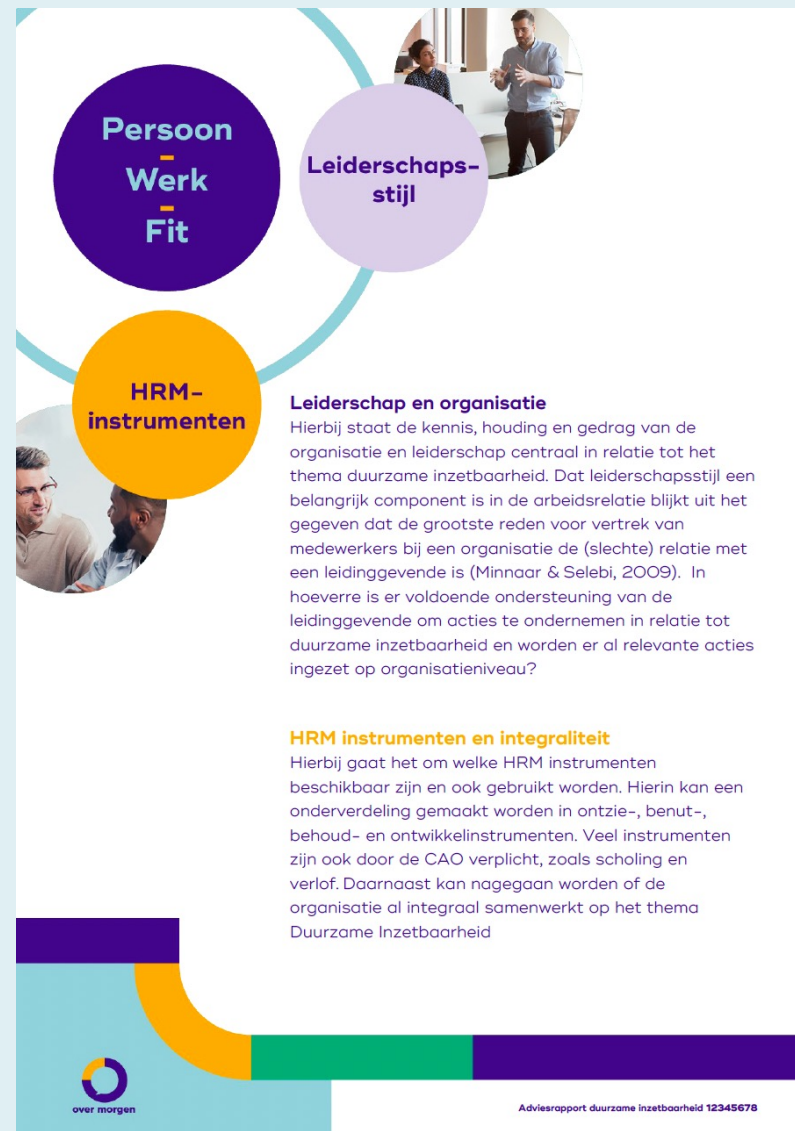 Persoon
-
Werk
-
Fit
Leiderschaps-
stijl
HRM-
instrumenten
Leiderschap en organisatie
Hierbij staat de kennis, houding en gedrag van de
organisatie en leiderschap centraal in relatie tot het
thema duurzame inzetbaarheid. Dat leiderschapsstijl een
belangrijk component is in de arbeidsrelatie blijkt uit het
gegeven dat de grootste reden voor vertrek van
medewerkers bij een organisatie de (slechte) relatie met
een leidinggevende is (Minnaar & Selebi, 2009). In
hoeverre is er voldoende ondersteuning van de
leidinggevende om acties te ondernemen in relatie tot
duurzame inzetbaarheid en worden er al relevante acties
ingezet op organisatieniveau?
HRM instrumenten en integraliteit
Hierbij gaat het om welke HRM instrumenten
beschikbaar zijn en ook gebruikt worden. Hierin kan een
onderverdeling gemaakt worden in ontzie-, benut-,
behoud- en ontwikkelinstrumenten. Veel instrumenten
zijn ook door de CAO verplicht, zoals scholing en
verlof. Daarnaast kan nagegaan worden of de
organisatie al integraal samenwerkt op het thema
Duurzame Inzetbaarheid
over morgen
Adviesrapport duurzame inzetbaarheid 12345678